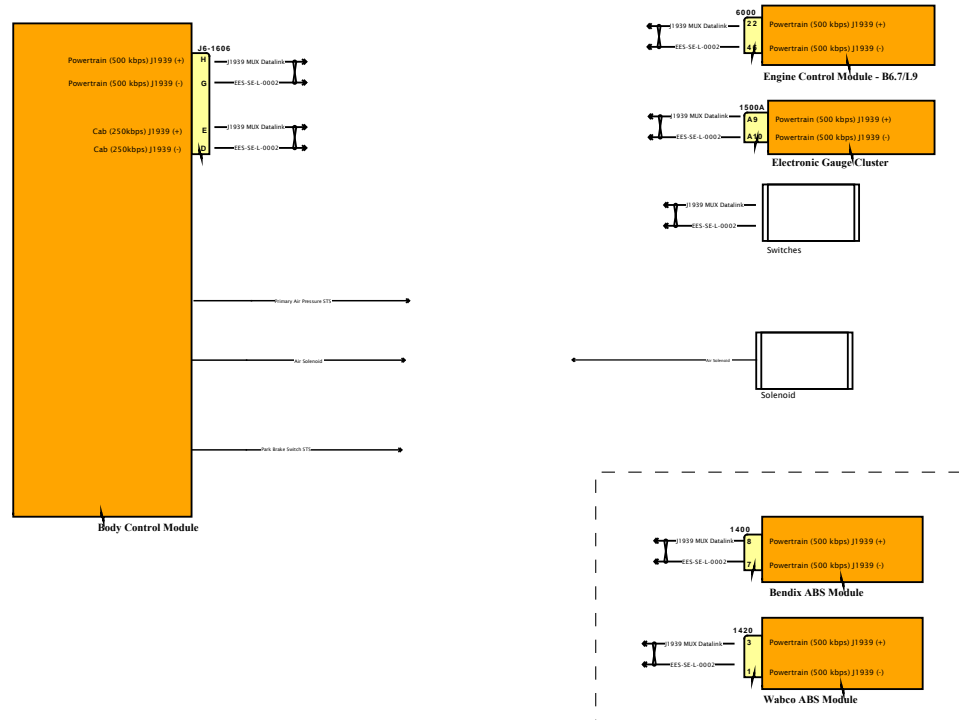 J6-1606
Powertrain (500 kbps) J1939 (+)
H
J1939 MUX Datalink
Powertrain (500 kbps) J1939 (-)
G
EES-SE-L-0002
Cab (250kbps) J1939 (+)
E
J1939 MUX Datalink
Cab (250kbps) J1939 (-)
D
EES-SE-L-0002
Primary Air Pressure STS
Air Solenoid
Park Brake Switch STS
Body Control Module
6000
J1939 MUX Datalink
22
Powertrain (500 kbps) J1939 (+)
EES-SE-L-0002
46
Powertrain (500 kbps) J1939 (-)
Engine Control Module - B6.7/L9
1500A
J1939 MUX Datalink
A9
Powertrain (500 kbps) J1939 (+)
EES-SE-L-0002
A10
Powertrain (500 kbps) J1939 (-)
Electronic Gauge Cluster
J1939 MUX Datalink
EES-SE-L-0002
Switches
Air Solenoid
Solenoid
1400
J1939 MUX Datalink
8
Powertrain (500 kbps) J1939 (+)
EES-SE-L-0002
7
Powertrain (500 kbps) J1939 (-)
Bendix ABS Module
1420
J1939 MUX Datalink
3
Powertrain (500 kbps) J1939 (+)
EES-SE-L-0002
1
Powertrain (500 kbps) J1939 (-)
Wabco ABS Module